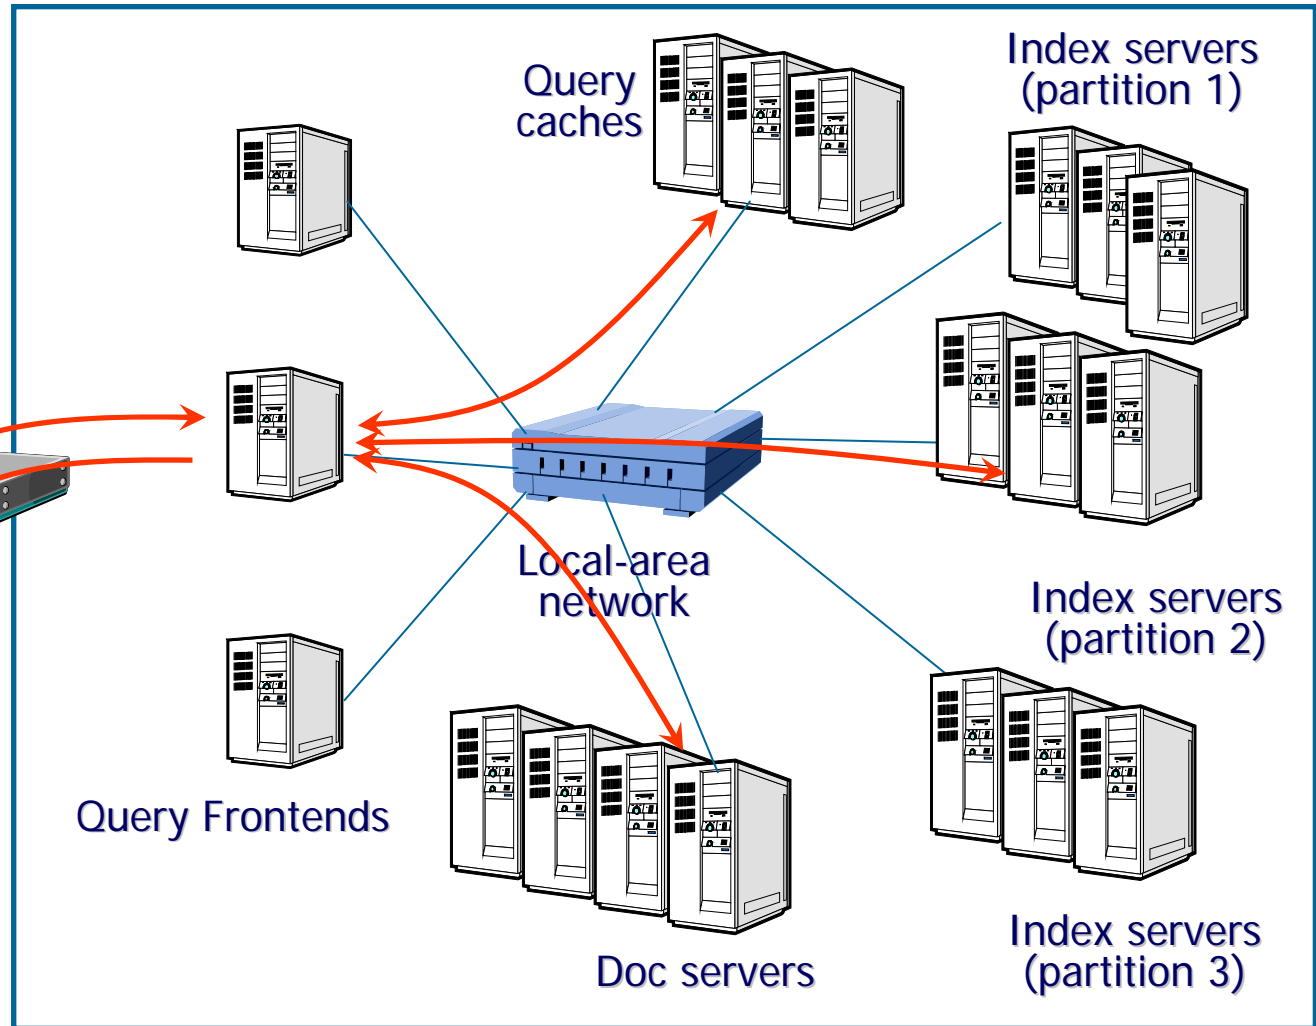 Query
caches
Index servers
(partition 1)
Local-area
network
Index servers
(partition 2)
Query Frontends
Doc servers
Index servers
(partition 3)